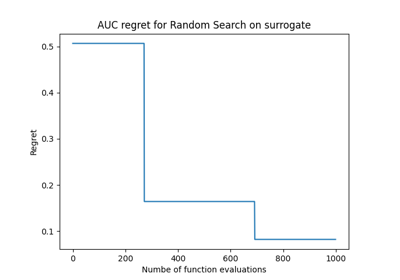 AUC regret for Random Search on surrogate
0.5
0.4
0.3
0.2
0.1
Regret
0 200 400 600 800 1000
Numbe of function evaluations